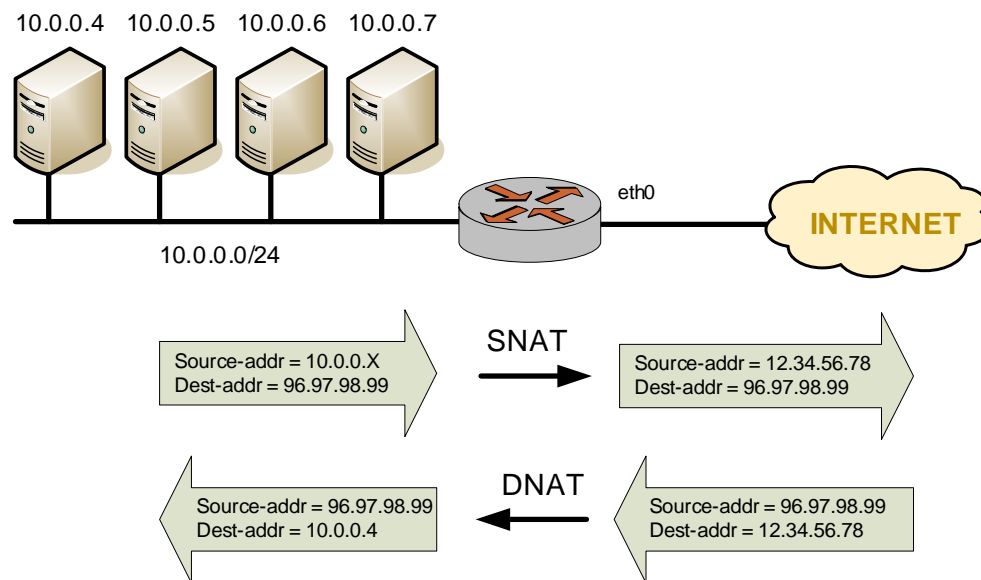 10.0.0.4 10.0.0.5 10.0.0.6 10.0.0.7
eth0
INTERNET
10.0.0.0/24
SNAT
Source-addr = 10.0.0.X
Dest-addr = 96.97.98.99
Source-addr = 12.34.56.78
Dest-addr = 96.97.98.99
DNAT
Source-addr = 96.97.98.99
Dest-addr = 10.0.0.4
Source-addr = 96.97.98.99
Dest-addr = 12.34.56.78